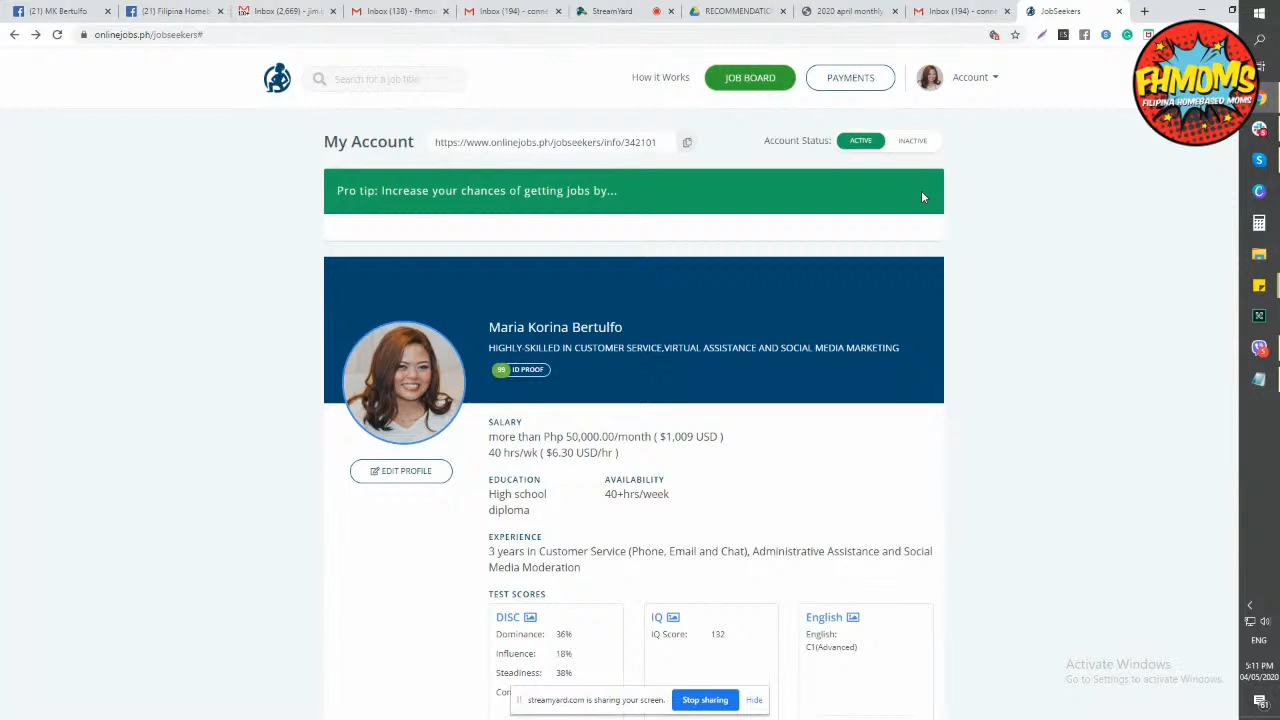 MK Bertulfo
Filipina Homeb
Inbox (2,669) - jim
Inbox (138) - fhmo
Inbox (194) - conne
StreamYard
RECOMMENDATIO
2020 april monthly
Inbox (194) - conne
JobSeekers
onlinejobs.ph/jobseekers#
Search for a job title
How it Works
JOB BOARD
PAYMENTS
Account
FHMOMS
FILIPINA HOMEBASED MOMS
My Account
https://www.onlinejobs.ph/jobseekers/info/342101
Account Status:
ACTIVE
INACTIVE
Pro tip: Increase your chances of getting jobs by...
Maria Korina Bertulfo
HIGHLY-SKILLED IN CUSTOMER SERVICE,VIRTUAL ASSISTANCE AND SOCIAL MEDIA MARKETING
99 ID PROOF
EDIT PROFILE
SALARY
more than Php 50,000.00/month ( $1,009 USD )
40 hrs/wk ( $6.30 USD/hr )
EDUCATION
High school
diploma
AVAILABILITY
40+hrs/week
EXPERIENCE
3 years in Customer Service (Phone, Email and Chat), Administrative Assistance and Social
Media Moderation
TEST SCORES
DISC
Dominance: 36%
Influence: 18%
Steadiness: 38%
IQ
IQ Score: 132
English
English:
C1(Advanced)
streamyard.com is sharing your screen.
Stop sharing
Hide
Activate Windows
Go to Settings to activate Windows.
ENG
5:11 PM
04/05/2020
61